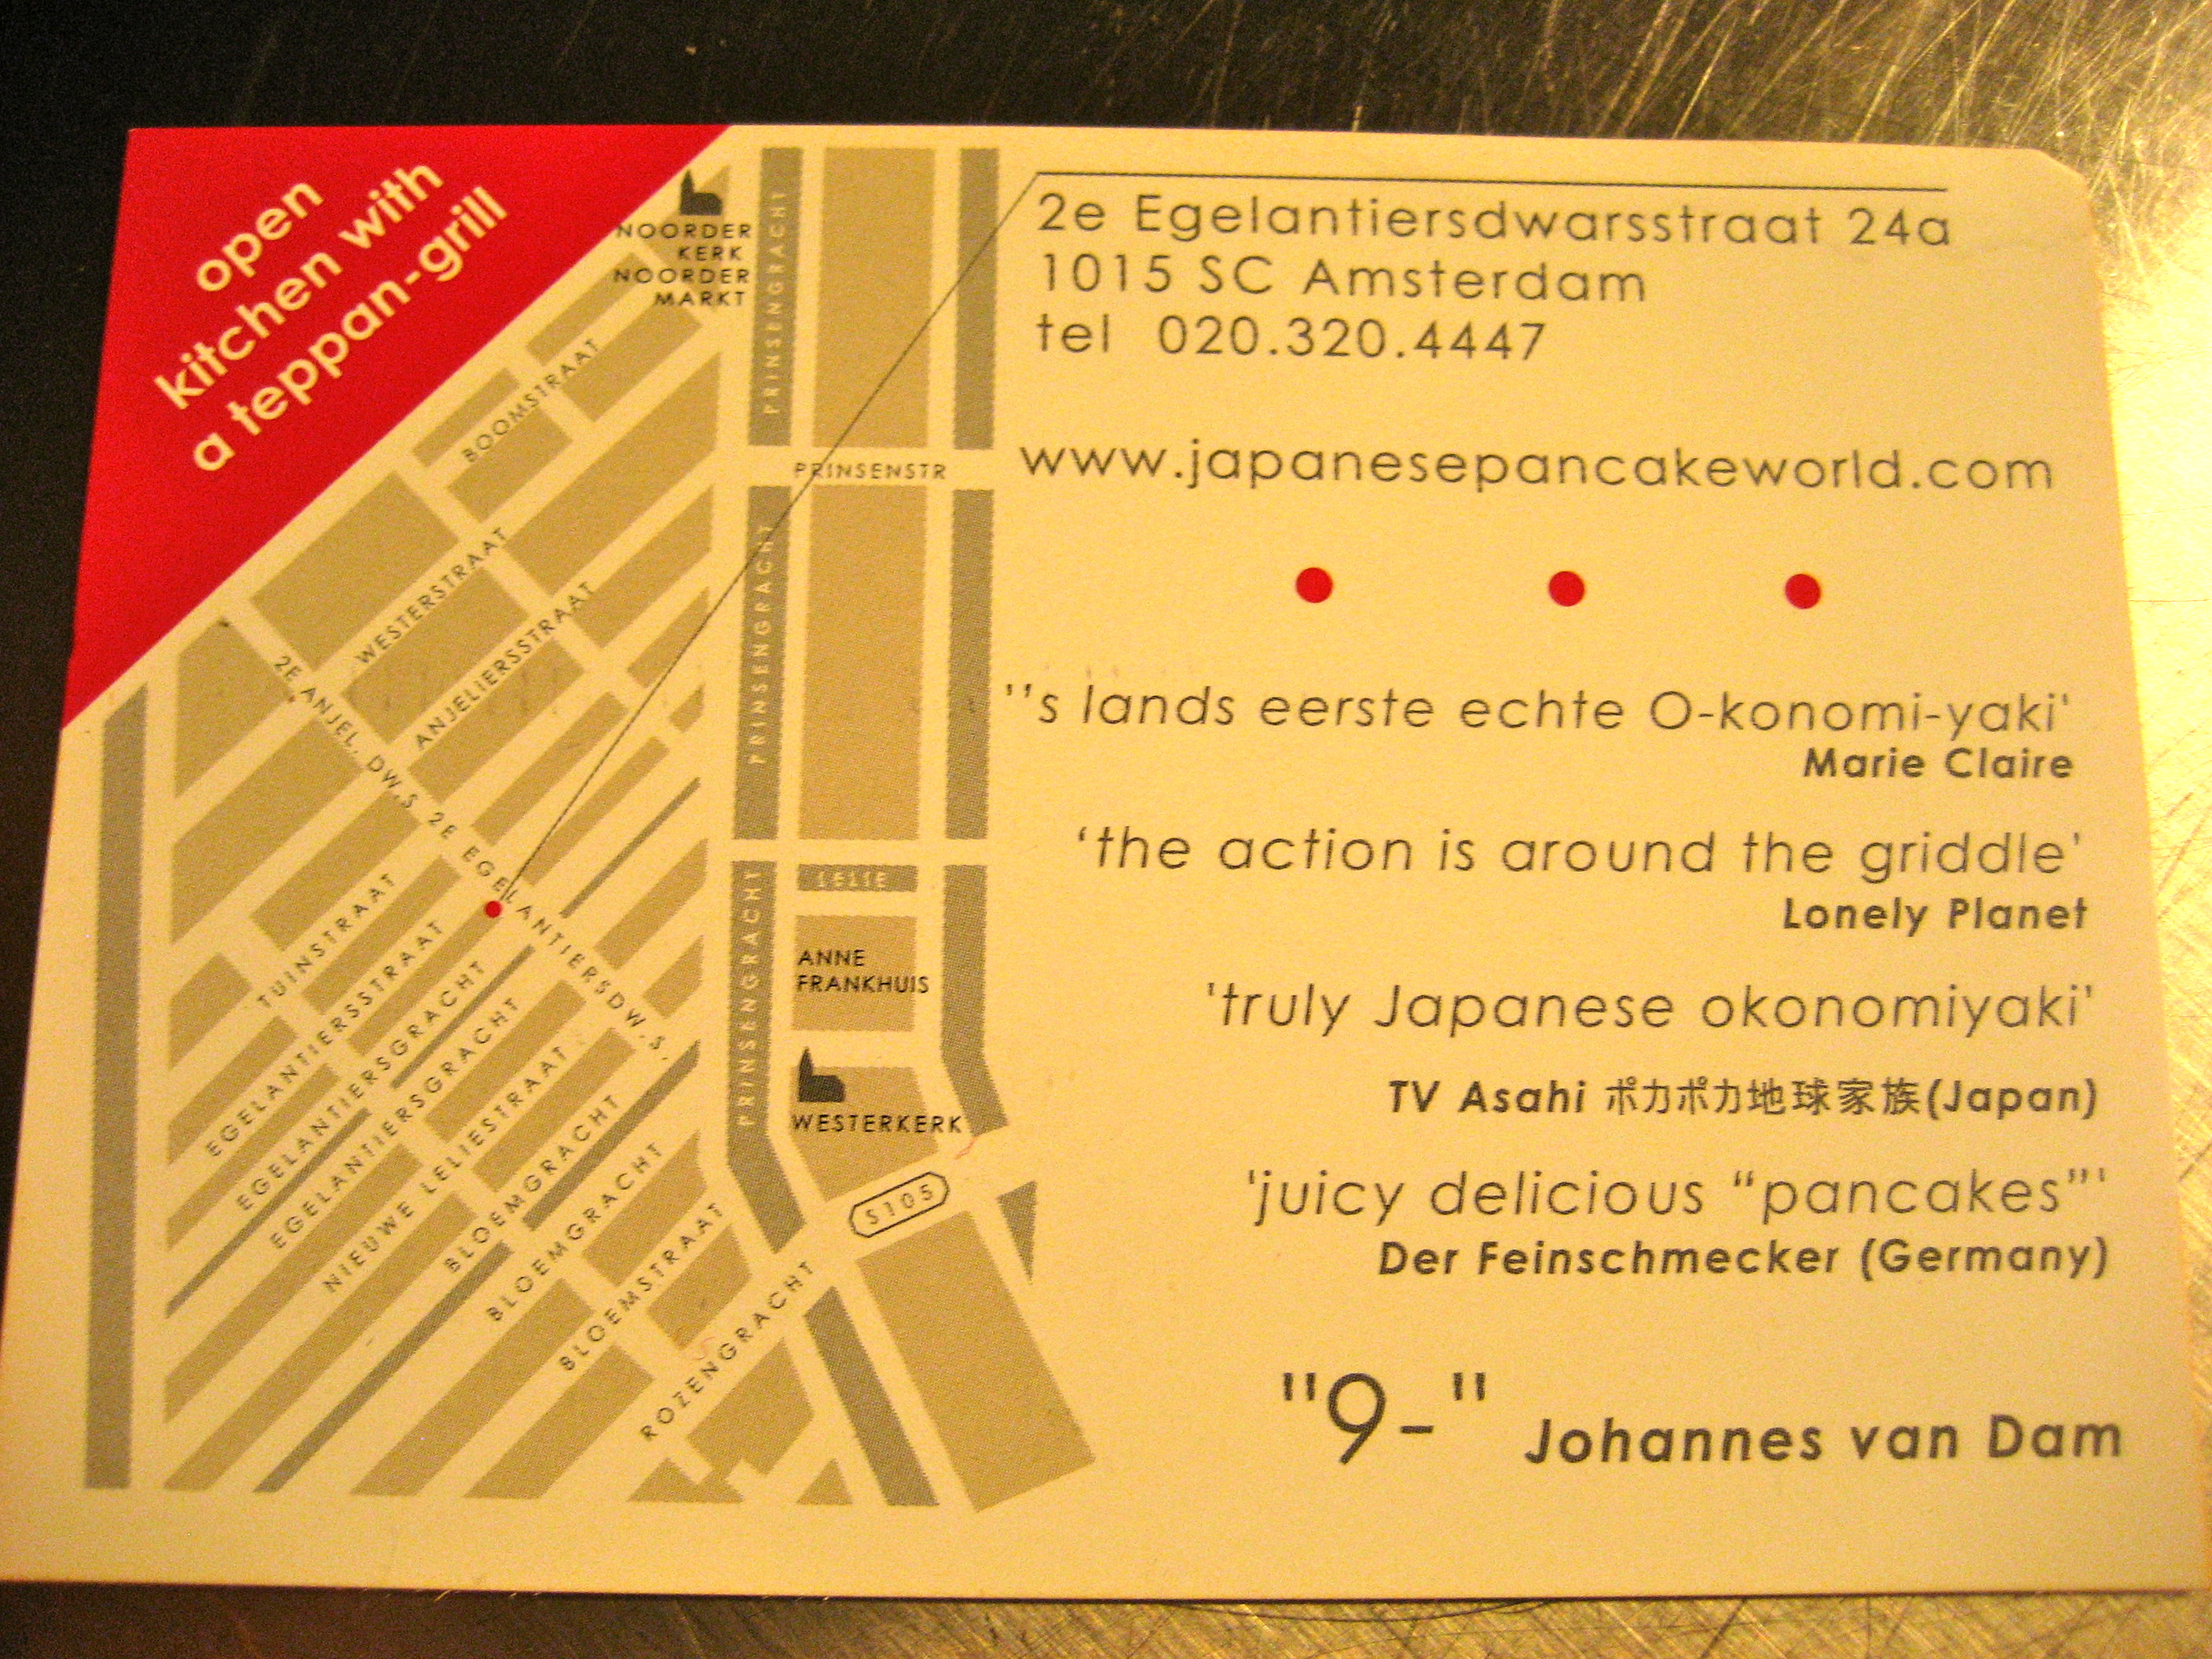 open
kitchen with
a teppan-grill
NOORDER
KERK
NOORDER
MARKT
PRINSENGRACHT
BOOMSTRAAT
PRINSENSTR
WESTERSTRAAT
PRINSENGRACHT
ANJELIERSSTRAAT
2E ANJEL. DW.S.
2E EGELANTIERSDW.S.
TUINSTRAAT
LELIE
EGELANTIERSSTRAAT
PRINSENGRACHT
ANNE
FRANKHUIS
EGELANTIERSGRACHT
EGELANTIERSGRACHT
NIEUWE LELIESTRAAT
WESTERKERK
BLOEMGRACHT
BLOEMGRACHT
S105
BLOEMSTRAAT
ROZENGRACHT
2e Egelantiersdwarsstraat 24a
1015 SC Amsterdam
tel 020.320.4447
www.japanesepancakeworld.com
''s lands eerste echte O-konomi-yaki'
Marie Claire
'the action is around the griddle'
Lonely Planet
'truly Japanese okonomiyaki'
TV Asahi ポカポカ地球家族(Japan)
'juicy delicious “pancakes”'
Der Feinschmecker (Germany)
"9-" Johannes van Dam